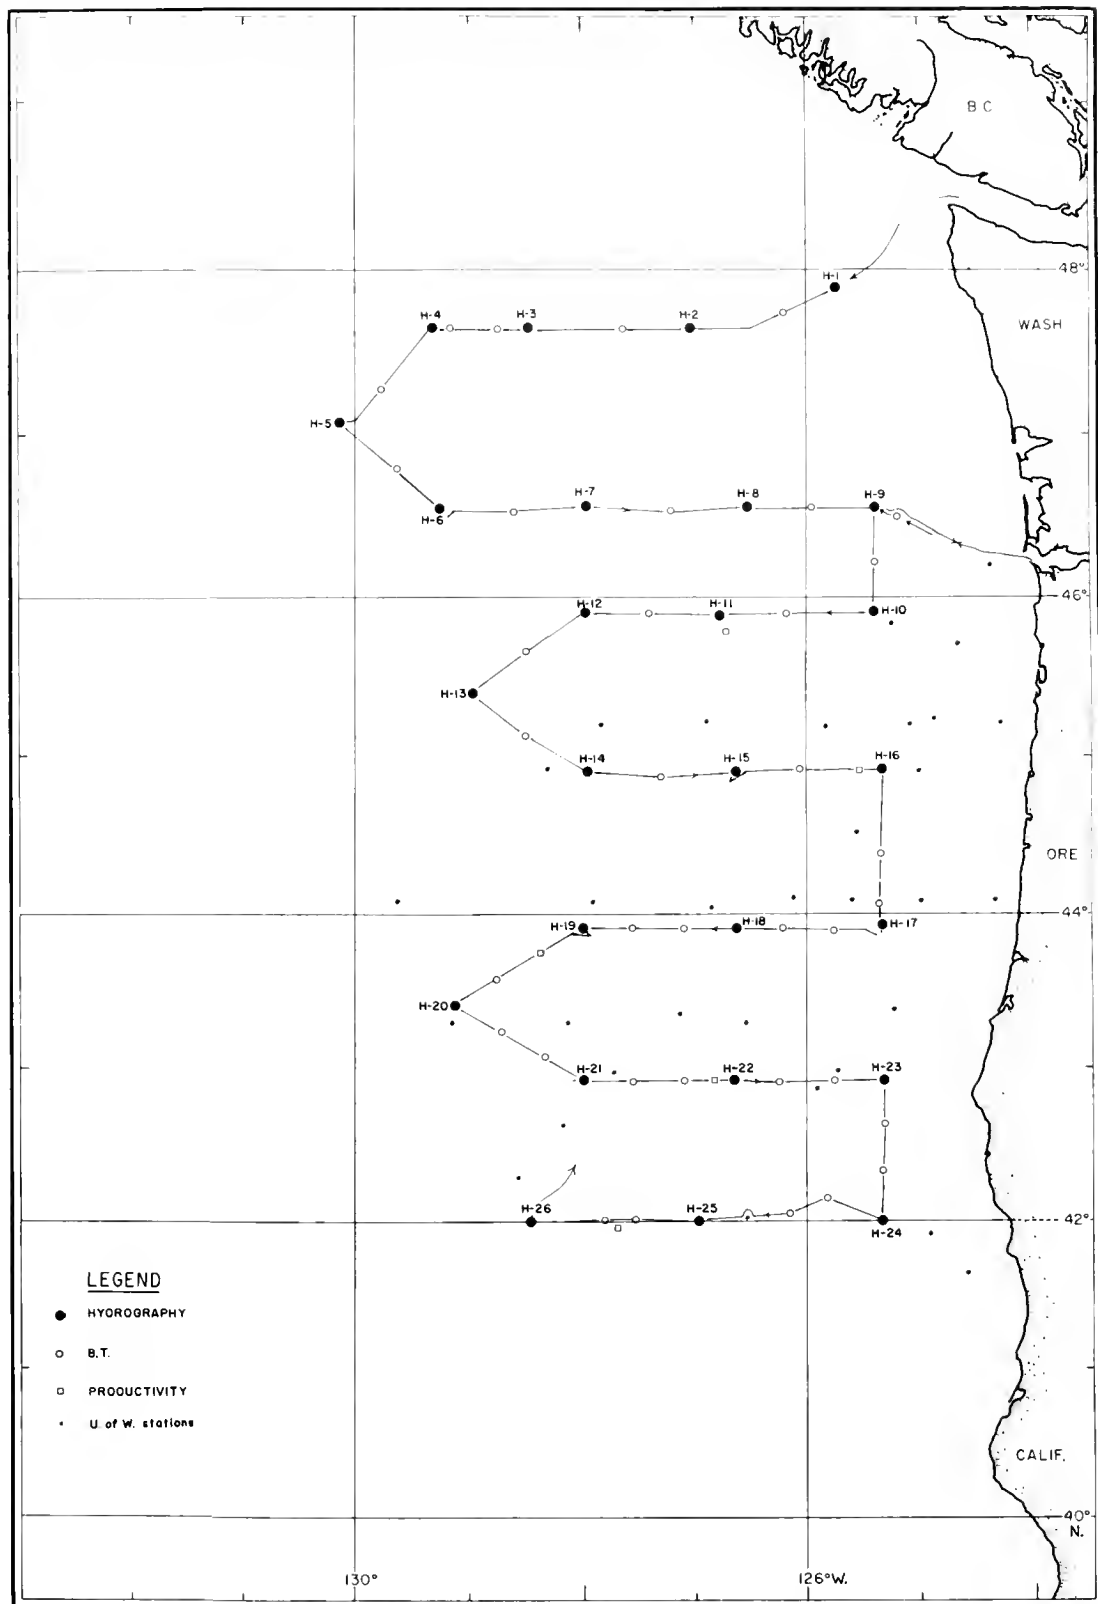 B C
H-1
48°
H-4
H-3
H-2
WASH
H-5
H-7
H-8
H-9
H-6
46°
H-12
H-11
H-10
H-13
H-14
H-15
H-16
ORE
44°
H-19
H-18
H-17
H-20
H-21
H-22
H-23
H-26
H-25
42°
H-24
LEGEND
HYDROGRAPHY
B.T.
PRODUCTIVITY
U. of W. stations
CALIF.
40°
N.
130°
126°W.